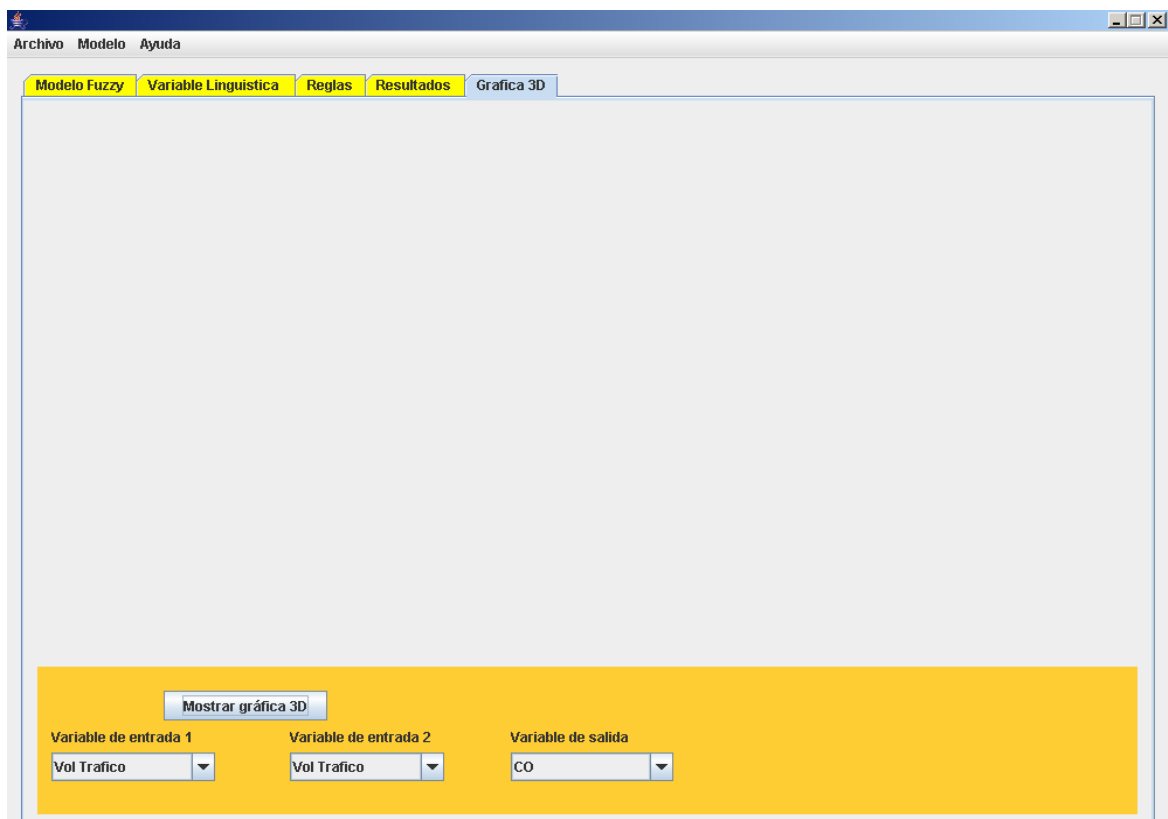 Archivo Modelo Ayuda
Modelo Fuzzy Variable Linguistica Reglas Resultados Grafica 3D
Mostrar gráfica 3D
Variable de entrada 1 Variable de entrada 2 Variable de salida
Vol Trafico Vol Trafico CO